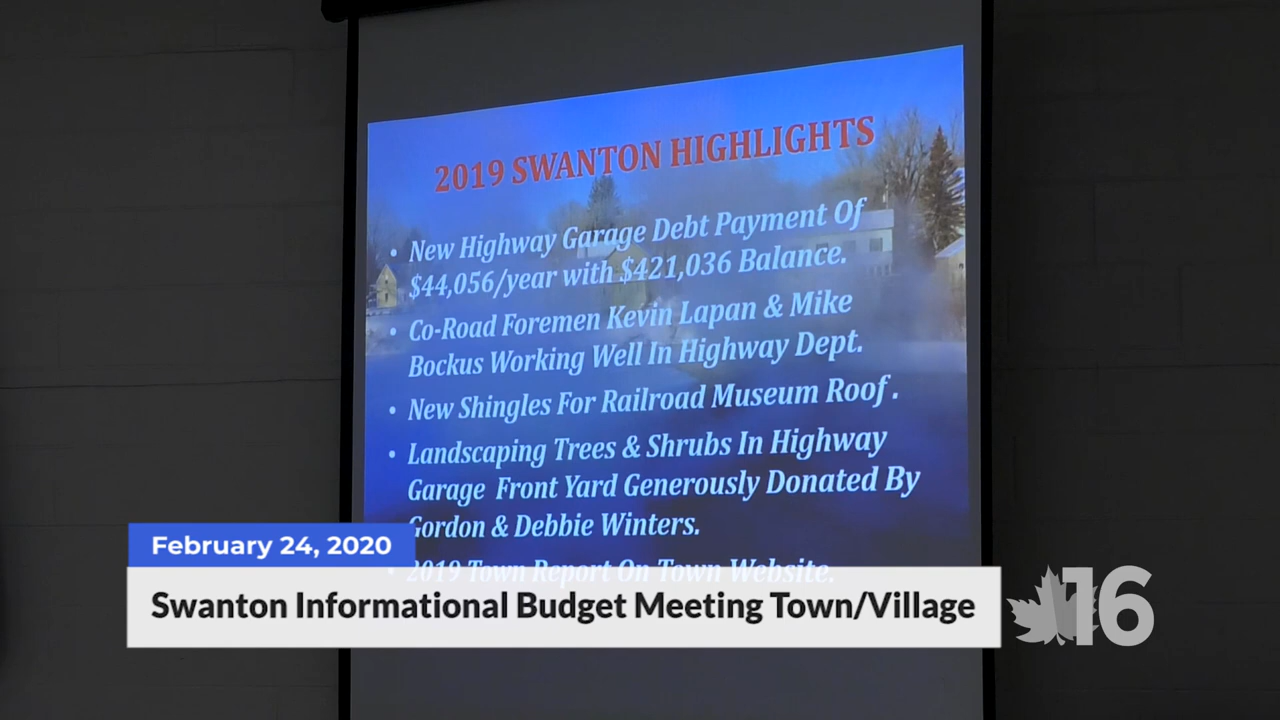 2019 SWANTON HIGHLIGHTS
• New Highway Garage Debt Payment Of
$44,056/year with $421,036 Balance.
• Co-Road Foremen Kevin Lapan & Mike
Bockus Working Well In Highway Dept.
• New Shingles For Railroad Museum Roof .
• Landscaping Trees & Shrubs In Highway
Garage Front Yard Generously Donated By
Gordon & Debbie Winters.
• 2019 Town Report On Town Website.
February 24, 2020
Swanton Informational Budget Meeting Town/Village
16